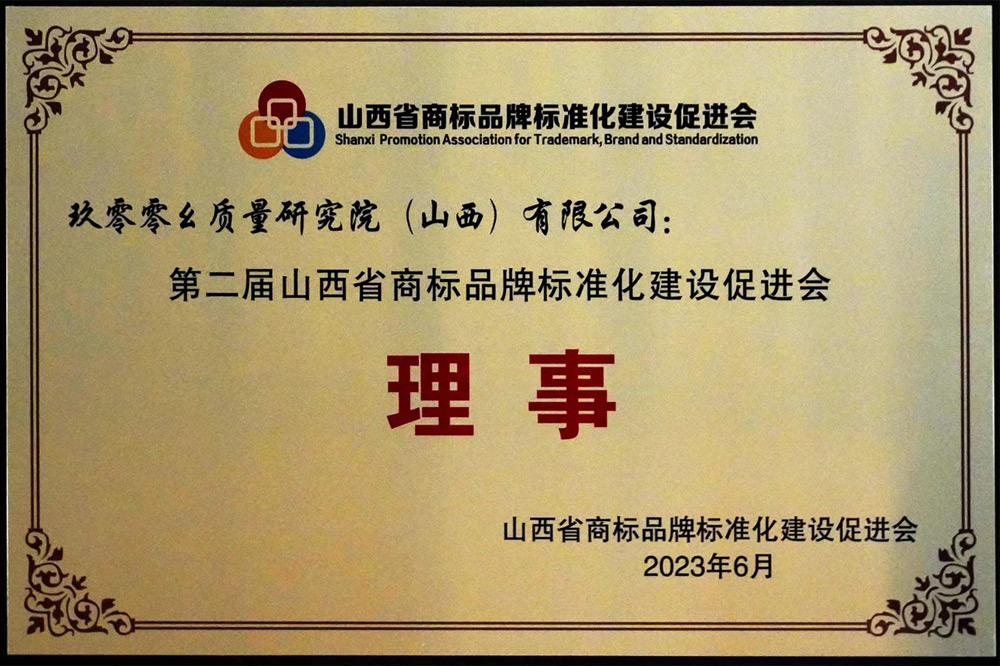 山西省商标品牌标准化建设促进会
Shanxi Promotion Association for Trademark, Brand and Standardization
玖零零幺质量研究院（山西）有限公司：
第二届山西省商标品牌标准化建设促进会
理事
山西省商标品牌标准化建设促进会
2023年6月